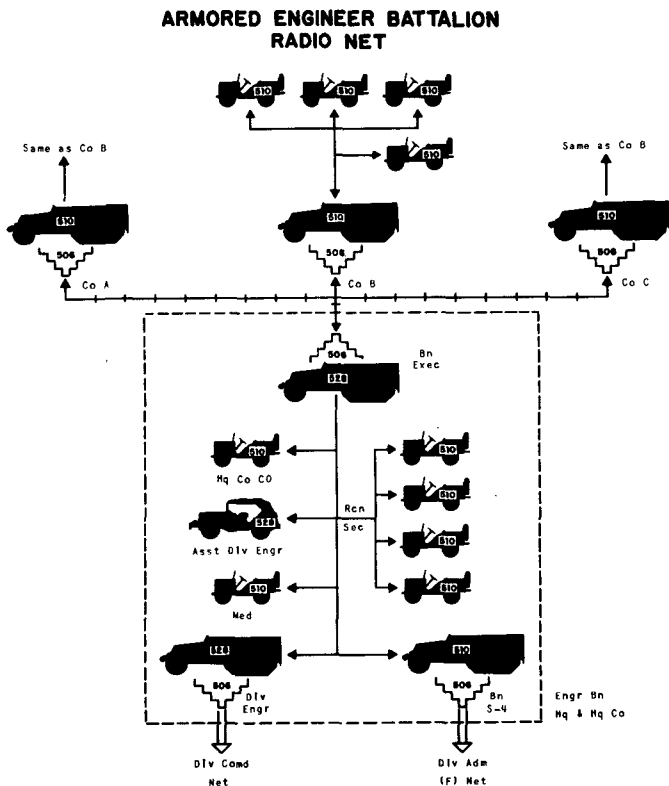 ARMORED ENGINEER BATTALION
RADIO NET
510 510 510
510
Same as Co B
Same as Co B
510
510
510
506
506
506
Co A
Co B
Co C
506
Bn
Exec
528
510
Hq Co CO
510
528
Asst Div Engr
Rcn
Sec
510
510
510
Med
510
528
510
506
506
Div
Engr
Bn
S-4
Engr Bn
Hq & Hq Co
Div Comd
Net
Div Adm
(F) Net